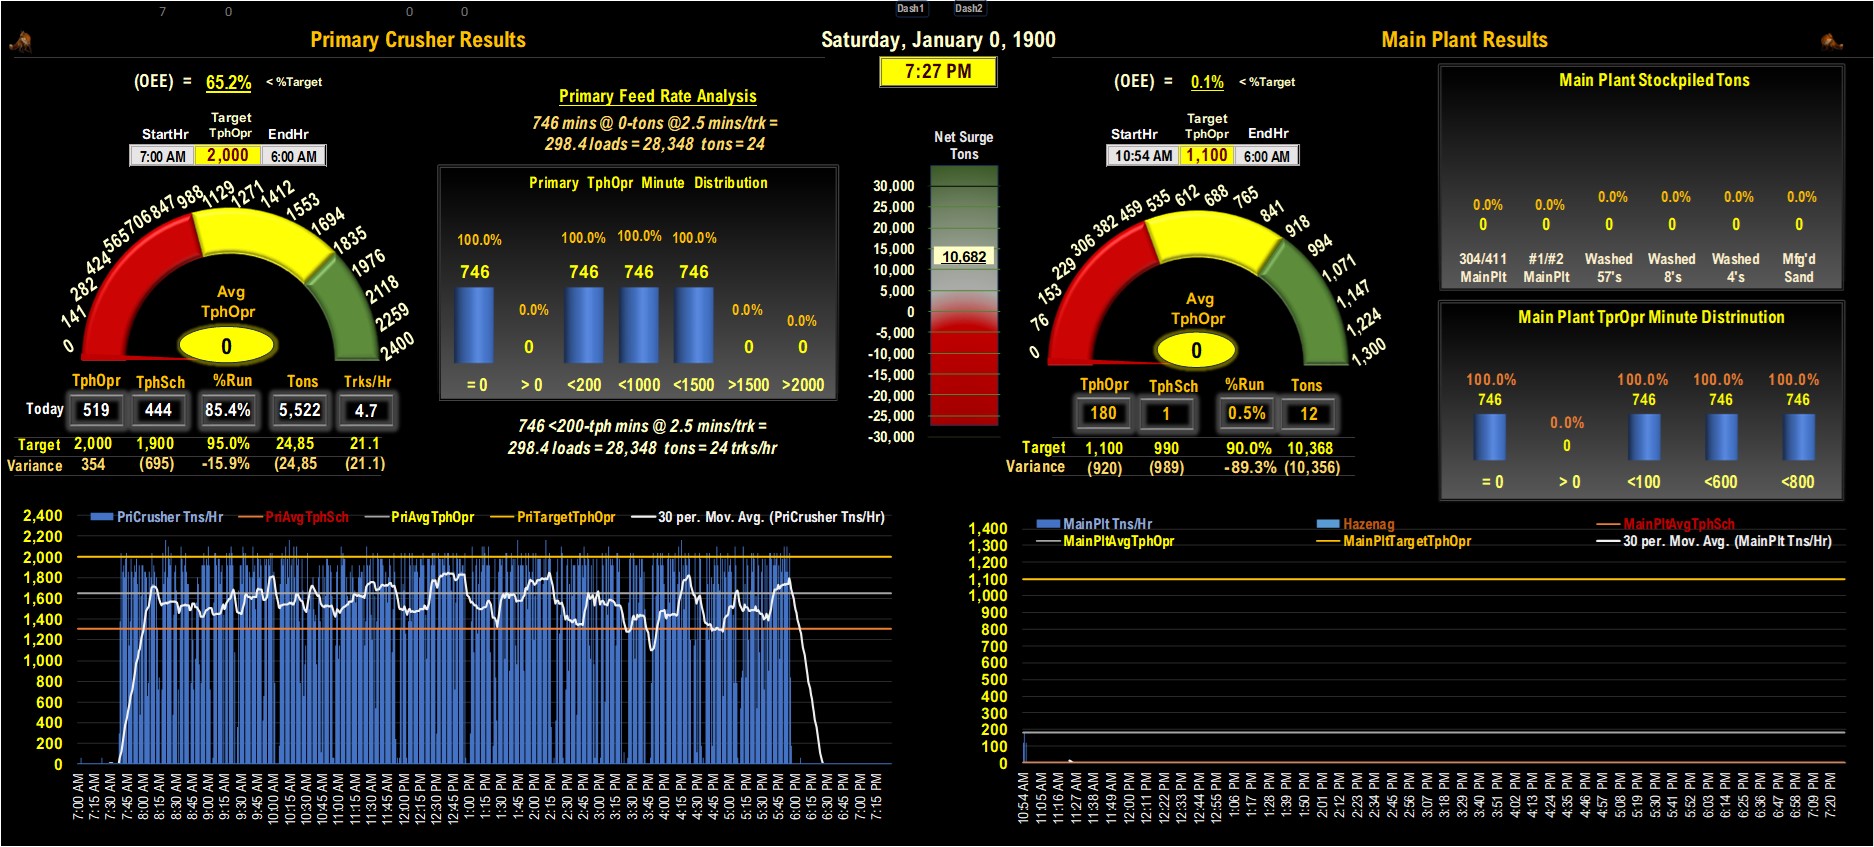 7 0 0 0 Dash1 Dash2
Primary Crusher Results
Saturday, January 0, 1900
Main Plant Results
7:27 PM
(OEE) = 65.2% < %Target
StartHr Target TphOpr EndHr
7:00 AM 2,000 6:00 AM
0 141 282 424 565 706 847 988 1129 1271 1412 1553 1694 1835 1976 2118 2259 2400
Avg
TphOpr
0
TphOpr TphSch %Run Tons Trks/Hr
Today 519 444 85.4% 5,522 4.7
Target 2,000 1,900 95.0% 24,85 21.1
Variance 354 (695) -15.9% (24,85 (21.1)
Primary Feed Rate Analysis
746 mins @ 0-tons @2.5 mins/trk =
298.4 loads = 28,348 tons = 24
Primary TphOpr Minute Distribution
100.0% 0.0% 100.0% 100.0% 100.0% 0.0% 0.0%
746 0 746 746 746 0 0
= 0 > 0 <200 <1000 <1500 >1500 >2000
746 <200-tph mins @ 2.5 mins/trk =
298.4 loads = 28,348 tons = 24 trks/hr
Net Surge
Tons
30,000
25,000
20,000
15,000
10,682
10,000
5,000
0
-5,000
-10,000
-15,000
-20,000
-25,000
-30,000
(OEE) = 0.1% < %Target
StartHr Target TphOpr EndHr
10:54 AM 1,100 6:00 AM
0 76 153 229 306 382 459 535 612 688 765 841 918 994 1,071 1,147 1,224 1,300
Avg
TphOpr
0
TphOpr TphSch %Run Tons
180 1 0.5% 12
Target 1,100 990 90.0% 10,368
Variance (920) (989) -89.3% (10,356)
Main Plant Stockpiled Tons
0.0% 0.0% 0.0% 0.0% 0.0% 0.0%
0 0 0 0 0 0
304/411 #1/#2 Washed Washed Washed Mfg'd
MainPlt MainPlt 57's 8's 4's Sand
Main Plant TprOpr Minute Distrinution
100.0% 0.0% 100.0% 100.0% 100.0%
746 0 746 746 746
= 0 > 0 <100 <600 <800
PriCrusher Tns/Hr PriAvgTphSch PriAvgTphOpr PriTargetTphOpr 30 per. Mov. Avg. (PriCrusher Tns/Hr)
2,400
2,200
2,000
1,800
1,600
1,400
1,200
1,000
800
600
400
200
0
7:00 AM 7:15 AM 7:30 AM 7:45 AM 8:00 AM 8:15 AM 8:30 AM 8:45 AM 9:00 AM 9:15 AM 9:30 AM 9:45 AM 10:00 AM 10:15 AM 10:30 AM 10:45 AM 11:00 AM 11:15 AM 11:30 AM 11:45 AM 12:00 PM 12:15 PM 12:30 PM 12:45 PM 1:00 PM 1:15 PM 1:30 PM 1:45 PM 2:00 PM 2:15 PM 2:30 PM 2:45 PM 3:00 PM 3:15 PM 3:30 PM 3:45 PM 4:00 PM 4:15 PM 4:30 PM 4:45 PM 5:00 PM 5:15 PM 5:30 PM 5:45 PM 6:00 PM 6:15 PM 6:30 PM 6:45 PM 7:00 PM 7:15 PM
MainPlt Tns/Hr Hazenag MainPltAvgTphSch
MainPltAvgTphOpr MainPltTargetTphOpr 30 per. Mov. Avg. (MainPlt Tns/Hr)
1,400
1,300
1,200
1,100
1,000
900
800
700
600
500
400
300
200
100
0
10:54 AM 11:05 AM 11:16 AM 11:27 AM 11:38 AM 11:49 AM 12:00 PM 12:11 PM 12:22 PM 12:33 PM 12:44 PM 12:55 PM 1:06 PM 1:17 PM 1:28 PM 1:39 PM 1:50 PM 2:01 PM 2:12 PM 2:23 PM 2:34 PM 2:45 PM 2:56 PM 3:07 PM 3:18 PM 3:29 PM 3:40 PM 3:51 PM 4:02 PM 4:13 PM 4:24 PM 4:35 PM 4:46 PM 4:57 PM 5:08 PM 5:19 PM 5:30 PM 5:41 PM 5:52 PM 6:03 PM 6:14 PM 6:25 PM 6:36 PM 6:47 PM 6:58 PM 7:09 PM 7:20 PM